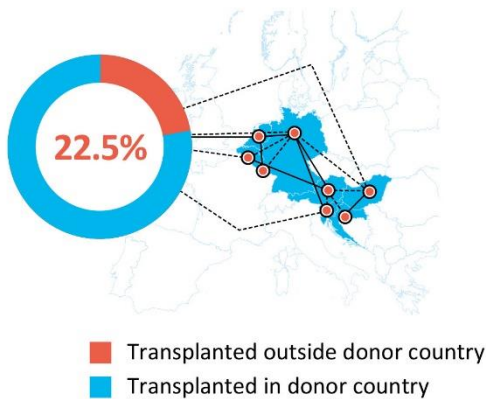 22.5%
Transplanted outside donor country
Transplanted in donor country